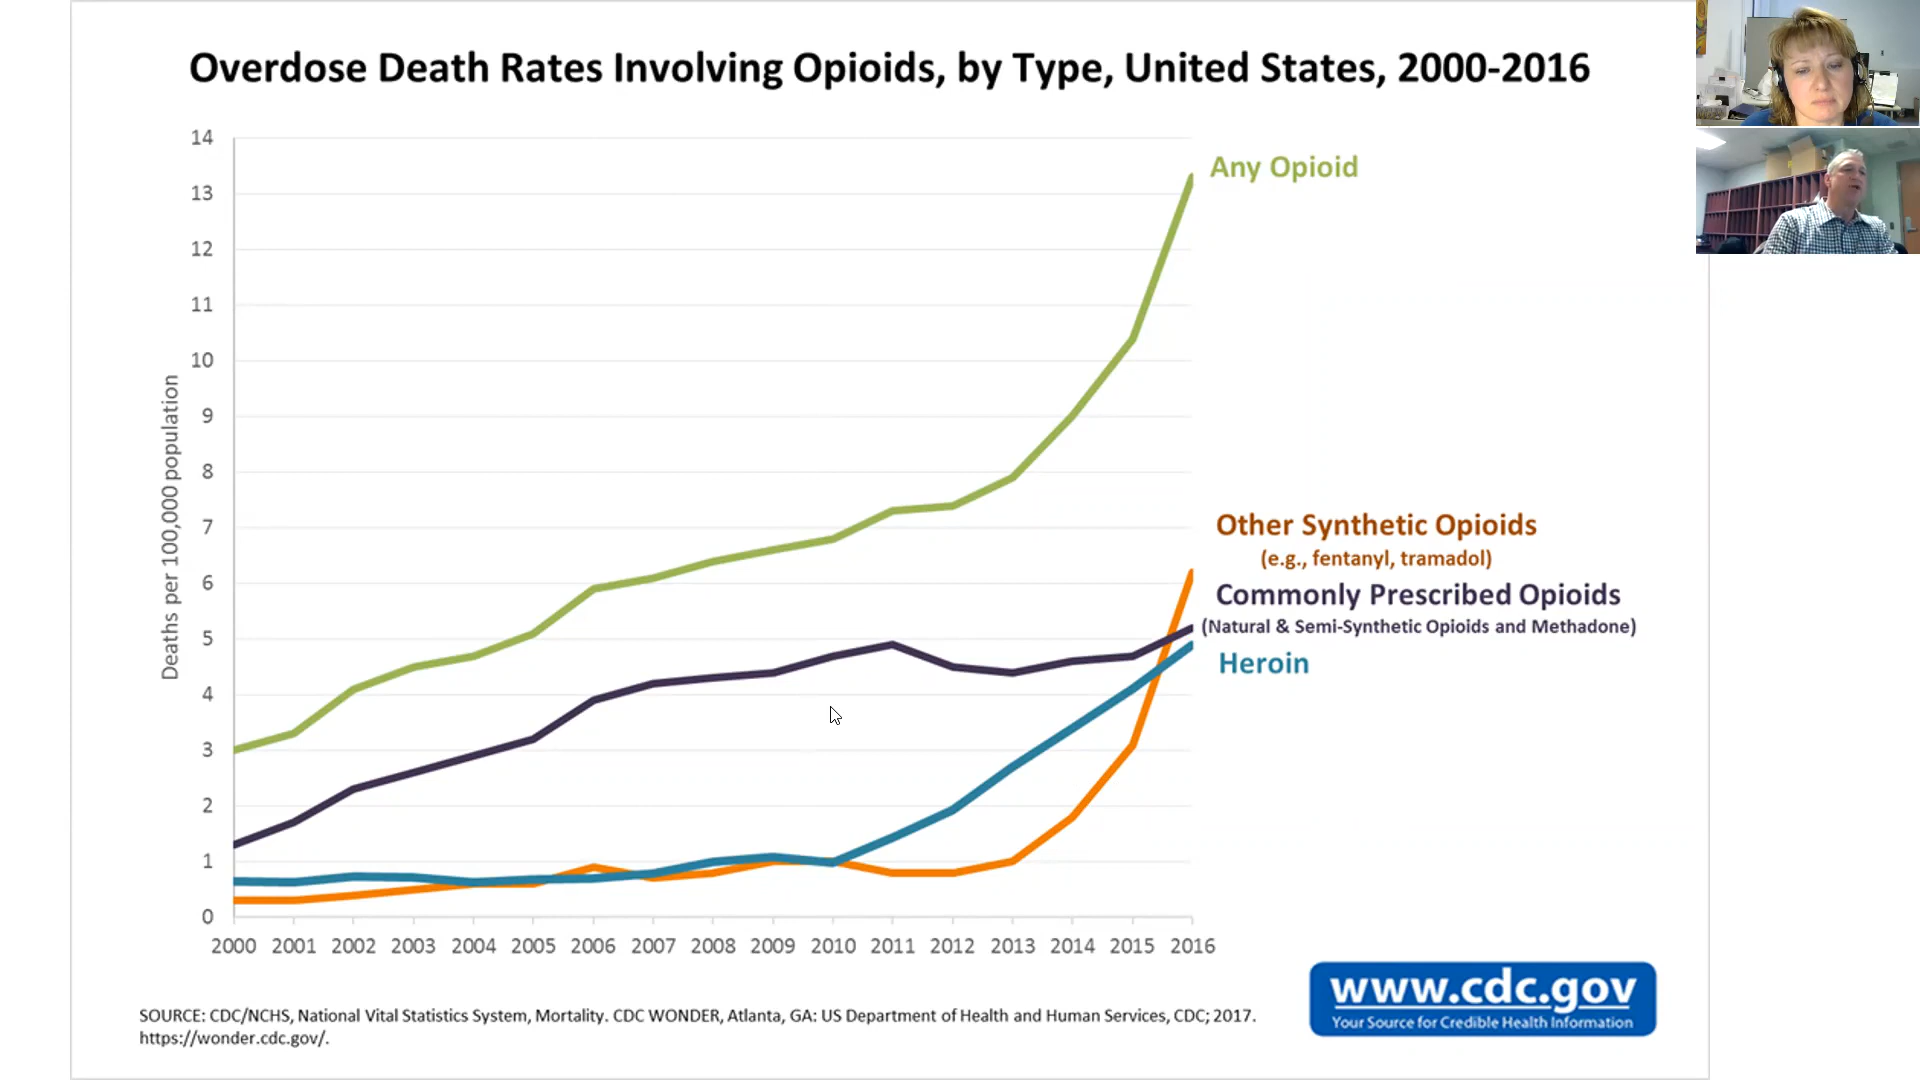 Overdose Death Rates Involving Opioids, by Type, United States, 2000-2016
14
13
12
11
10
9
8
7
6
5
4
3
2
1
0
Deaths per 100,000 population
Any Opioid
Other Synthetic Opioids
(e.g., fentanyl, tramadol)
Commonly Prescribed Opioids
(Natural & Semi-Synthetic Opioids and Methadone)
Heroin
2000 2001 2002 2003 2004 2005 2006 2007 2008 2009 2010 2011 2012 2013 2014 2015 2016
SOURCE: CDC/NCHS, National Vital Statistics System, Mortality. CDC WONDER, Atlanta, GA: US Department of Health and Human Services, CDC; 2017.
https://wonder.cdc.gov/.
www.cdc.gov
Your Source for Credible Health Information